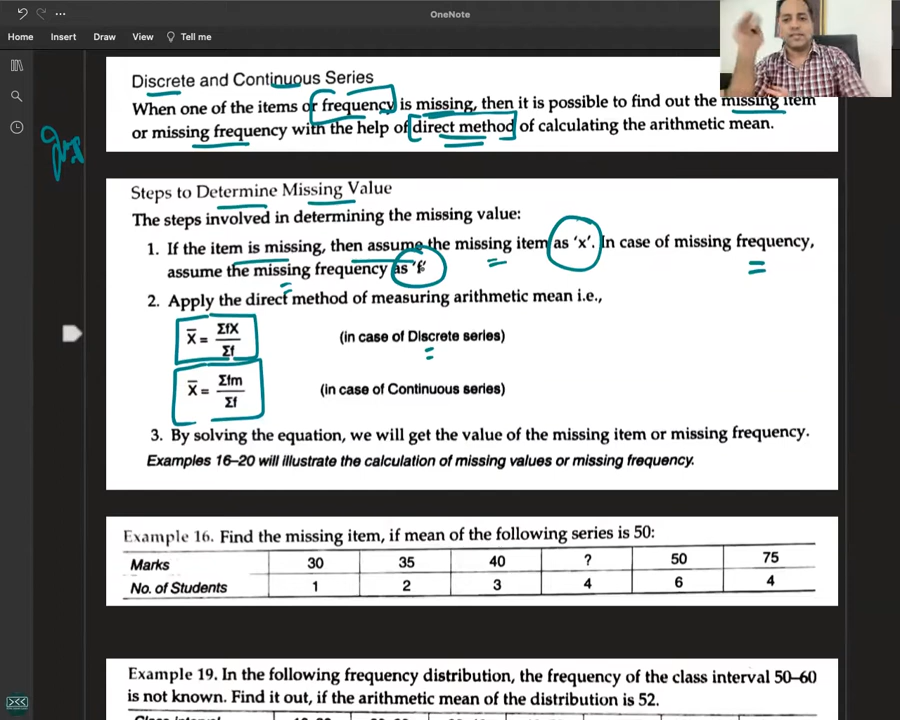 OneNote
Home Insert Draw View Tell me
Discrete and Continuous Series
When one of the items or frequency is missing, then it is possible to find out the missing item
or missing frequency with the help of direct method of calculating the arithmetic mean.
Steps to Determine Missing Value
The steps involved in determining the missing value:
1. If the item is missing, then assume the missing item as 'x'. In case of missing frequency,
assume the missing frequency as 'f'
2. Apply the direct method of measuring arithmetic mean i.e.,
X̄ = ΣfX / Σf (in case of Discrete series)
X̄ = Σfm / Σf (in case of Continuous series)
3. By solving the equation, we will get the value of the missing item or missing frequency.
Examples 16–20 will illustrate the calculation of missing values or missing frequency.
Example 16. Find the missing item, if mean of the following series is 50:
Marks 30 35 40 ? 50 75
No. of Students 1 2 3 4 6 4
Example 19. In the following frequency distribution, the frequency of the class interval 50–60
is not known. Find it out, if the arithmetic mean of the distribution is 52.